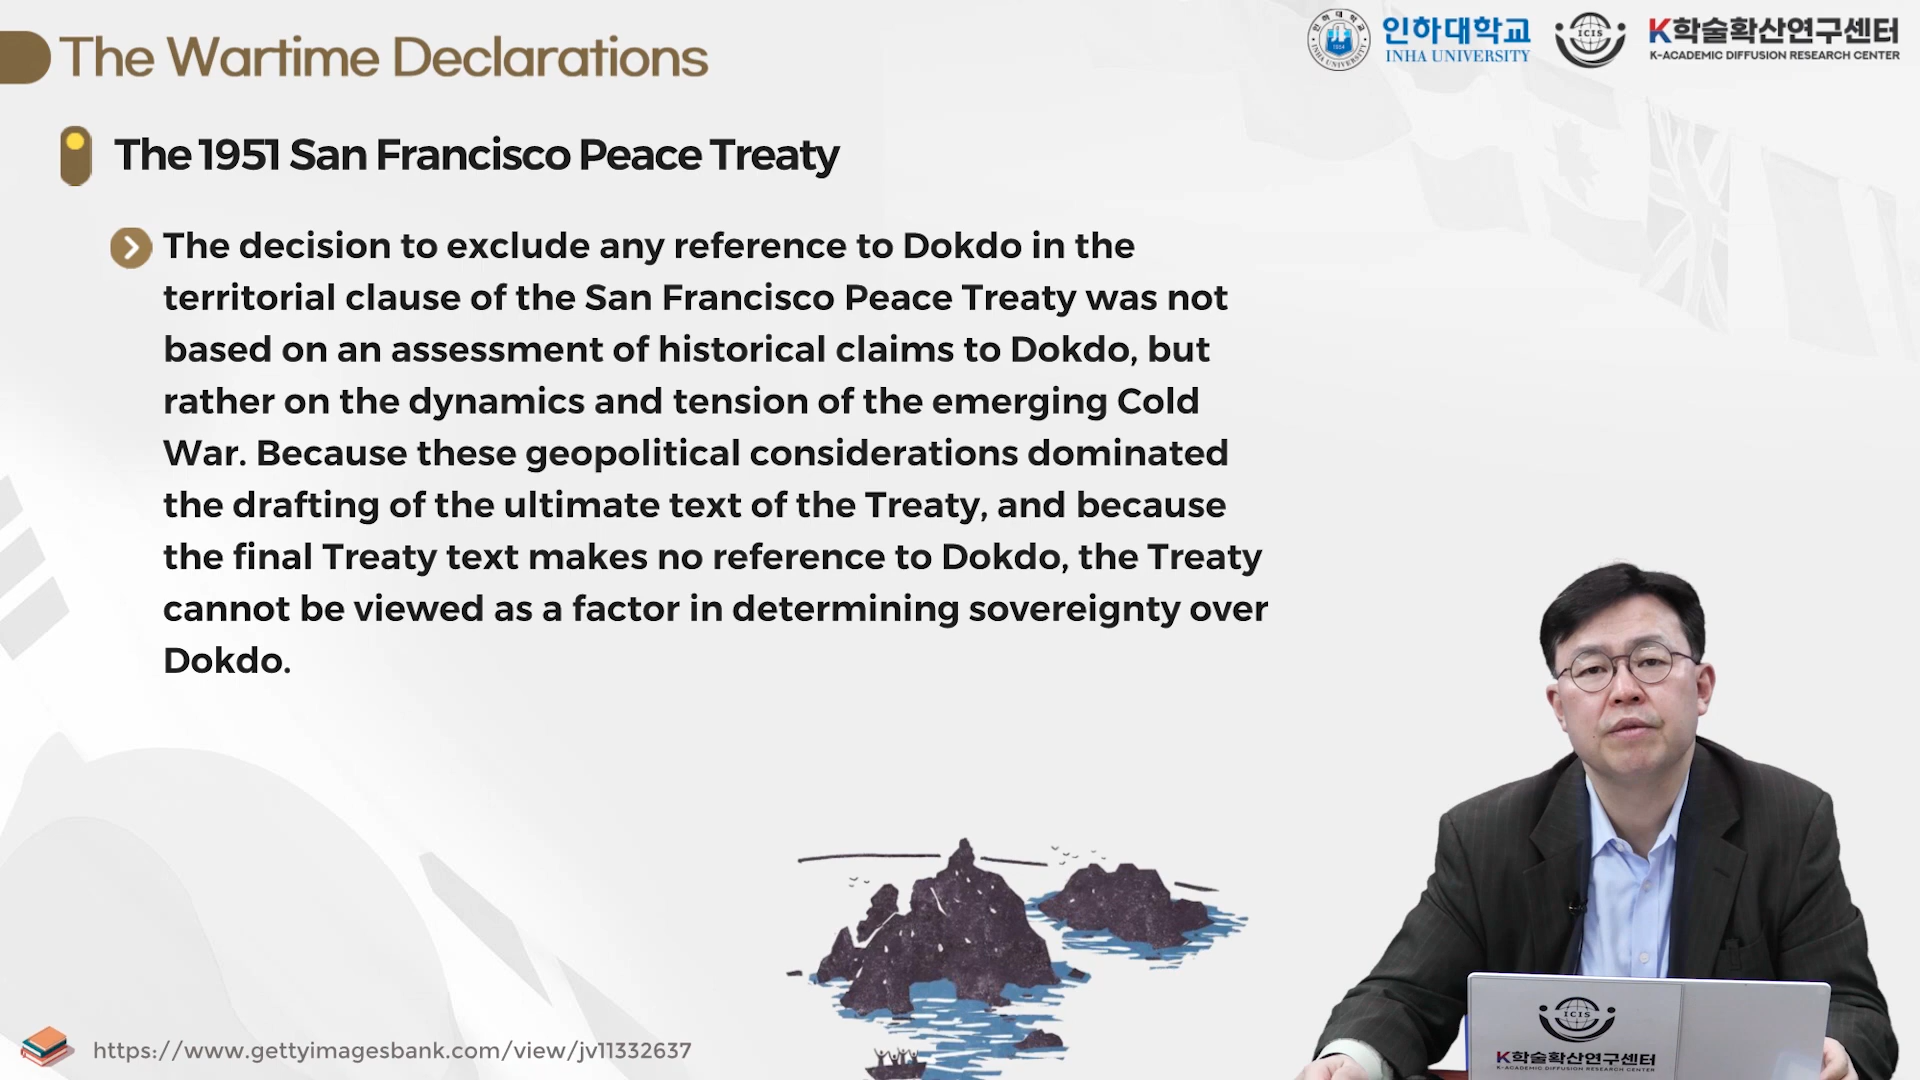 The Wartime Declarations
인하대학교
INHA UNIVERSITY
ICIS
K학술확산연구센터
K-ACADEMIC DIFFUSION RESEARCH CENTER
The 1951 San Francisco Peace Treaty
The decision to exclude any reference to Dokdo in the
territorial clause of the San Francisco Peace Treaty was not
based on an assessment of historical claims to Dokdo, but
rather on the dynamics and tension of the emerging Cold
War. Because these geopolitical considerations dominated
the drafting of the ultimate text of the Treaty, and because
the final Treaty text makes no reference to Dokdo, the Treaty
cannot be viewed as a factor in determining sovereignty over
Dokdo.
https://www.gettyimagesbank.com/view/jv11332637
ICIS
K학술확산연구센터
K-ACADEMIC DIFFUSION RESEARCH CENTER